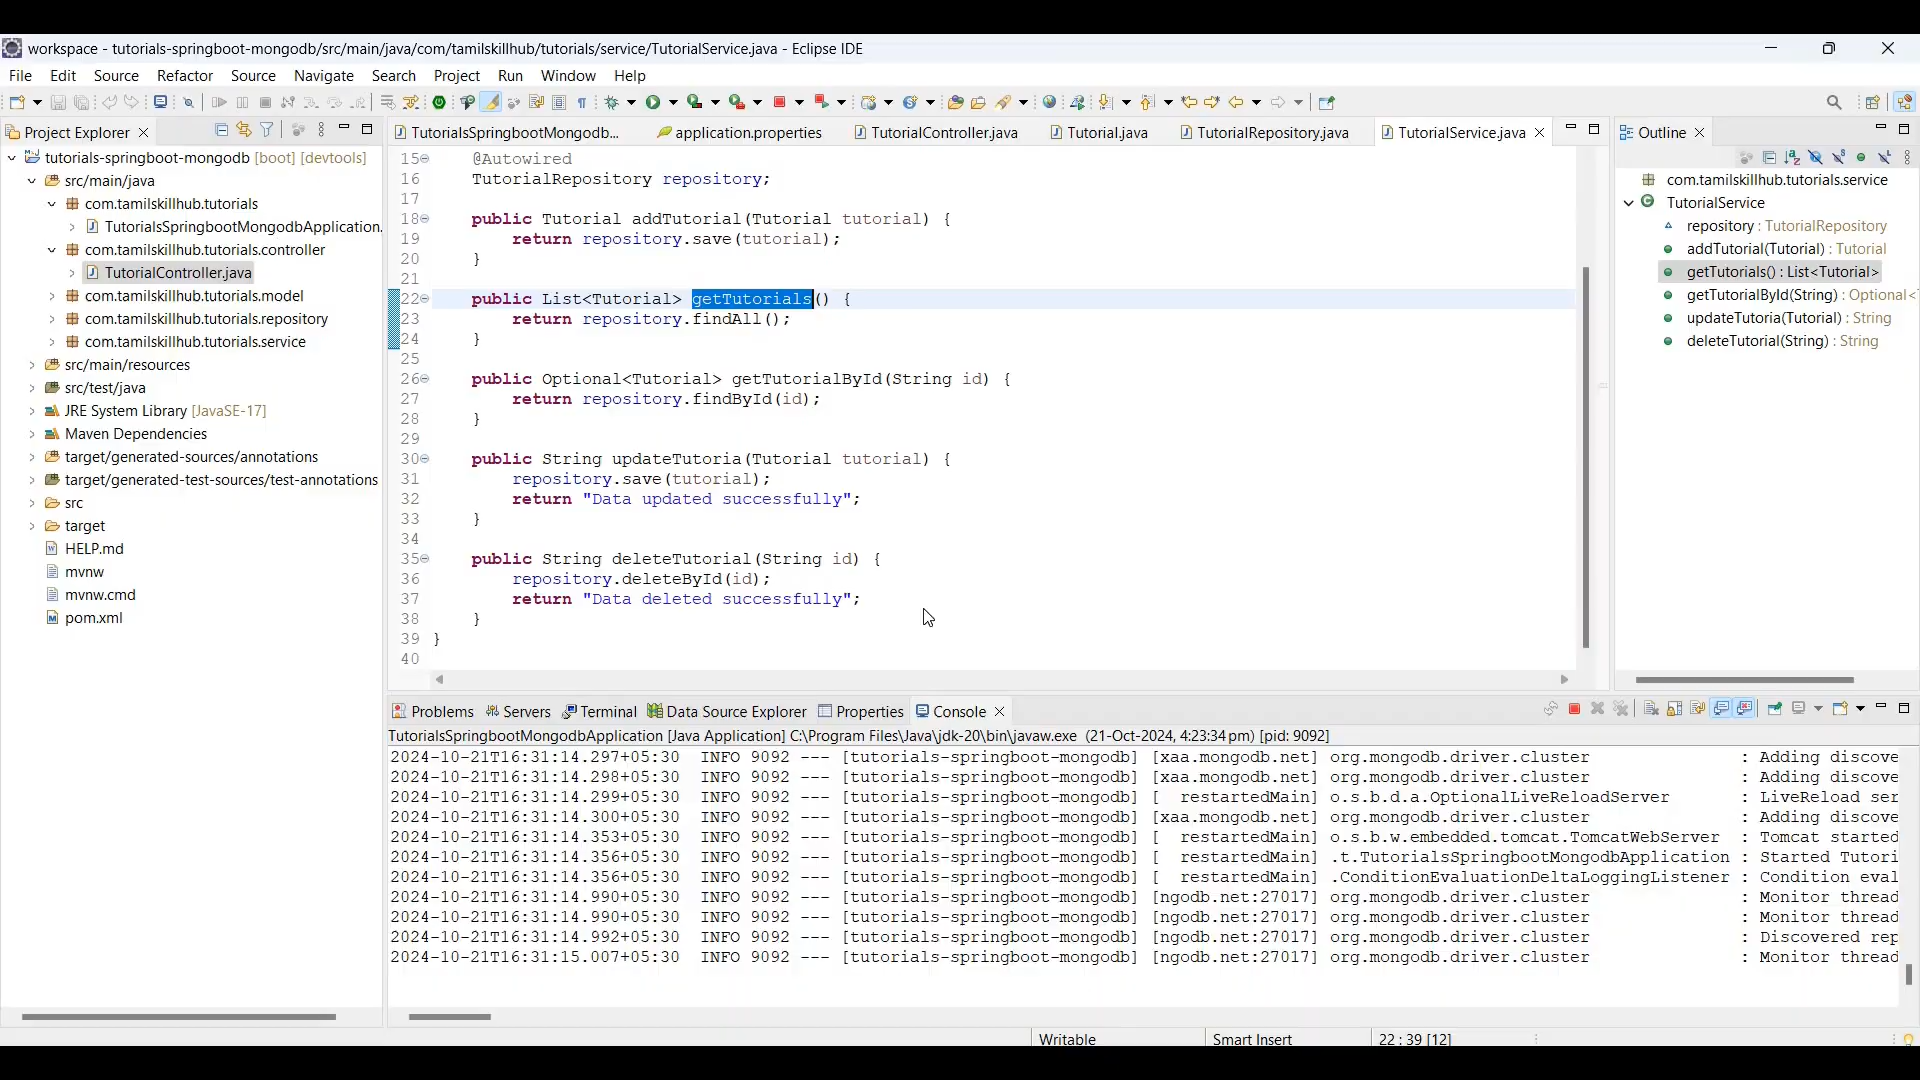 workspace - tutorials-springboot-mongodb/src/main/java/com/tamilskillhub/tutorials/service/TutorialService.java - Eclipse IDE
File Edit Source Refactor Source Navigate Search Project Run Window Help
Project Explorer
tutorials-springboot-mongodb [boot] [devtools]
src/main/java
com.tamilskillhub.tutorials
TutorialsSpringbootMongodbApplication.
com.tamilskillhub.tutorials.controller
TutorialController.java
com.tamilskillhub.tutorials.model
com.tamilskillhub.tutorials.repository
com.tamilskillhub.tutorials.service
src/main/resources
src/test/java
JRE System Library [JavaSE-17]
Maven Dependencies
target/generated-sources/annotations
target/generated-test-sources/test-annotations
src
target
HELP.md
mvnw
mvnw.cmd
pom.xml
TutorialsSpringbootMongodb... application.properties TutorialController.java Tutorial.java TutorialRepository.java TutorialService.java
15 @Autowired
16 TutorialRepository repository;
17
18 public Tutorial addTutorial(Tutorial tutorial) {
19 return repository.save(tutorial);
20 }
21
22 public List<Tutorial> getTutorials() {
23 return repository.findAll();
24 }
25
26 public Optional<Tutorial> getTutorialById(String id) {
27 return repository.findById(id);
28 }
29
30 public String updateTutoria(Tutorial tutorial) {
31 repository.save(tutorial);
32 return "Data updated successfully";
33 }
34
35 public String deleteTutorial(String id) {
36 repository.deleteById(id);
37 return "Data deleted successfully";
38 }
39 }
40
Outline
com.tamilskillhub.tutorials.service
TutorialService
repository : TutorialRepository
addTutorial(Tutorial) : Tutorial
getTutorials() : List<Tutorial>
getTutorialById(String) : Optional<
updateTutoria(Tutorial) : String
deleteTutorial(String) : String
Problems Servers Terminal Data Source Explorer Properties Console
TutorialsSpringbootMongodbApplication [Java Application] C:\Program Files\Java\jdk-20\bin\javaw.exe (21-Oct-2024, 4:23:34 pm) [pid: 9092]
2024-10-21T16:31:14.297+05:30 INFO 9092 --- [tutorials-springboot-mongodb] [xaa.mongodb.net] org.mongodb.driver.cluster : Adding discove
2024-10-21T16:31:14.298+05:30 INFO 9092 --- [tutorials-springboot-mongodb] [xaa.mongodb.net] org.mongodb.driver.cluster : Adding discove
2024-10-21T16:31:14.299+05:30 INFO 9092 --- [tutorials-springboot-mongodb] [ restartedMain] o.s.b.d.a.OptionalLiveReloadServer : LiveReload ser
2024-10-21T16:31:14.300+05:30 INFO 9092 --- [tutorials-springboot-mongodb] [xaa.mongodb.net] org.mongodb.driver.cluster : Adding discove
2024-10-21T16:31:14.353+05:30 INFO 9092 --- [tutorials-springboot-mongodb] [ restartedMain] o.s.b.w.embedded.tomcat.TomcatWebServer : Tomcat started
2024-10-21T16:31:14.356+05:30 INFO 9092 --- [tutorials-springboot-mongodb] [ restartedMain] .t.TutorialsSpringbootMongodbApplication : Started Tutori
2024-10-21T16:31:14.356+05:30 INFO 9092 --- [tutorials-springboot-mongodb] [ restartedMain] .ConditionEvaluationDeltaLoggingListener : Condition eval
2024-10-21T16:31:14.990+05:30 INFO 9092 --- [tutorials-springboot-mongodb] [ngodb.net:27017] org.mongodb.driver.cluster : Monitor thread
2024-10-21T16:31:14.990+05:30 INFO 9092 --- [tutorials-springboot-mongodb] [ngodb.net:27017] org.mongodb.driver.cluster : Monitor thread
2024-10-21T16:31:14.992+05:30 INFO 9092 --- [tutorials-springboot-mongodb] [ngodb.net:27017] org.mongodb.driver.cluster : Discovered rep
2024-10-21T16:31:15.007+05:30 INFO 9092 --- [tutorials-springboot-mongodb] [ngodb.net:27017] org.mongodb.driver.cluster : Monitor thread
Writable Smart Insert 22 : 39 [12]